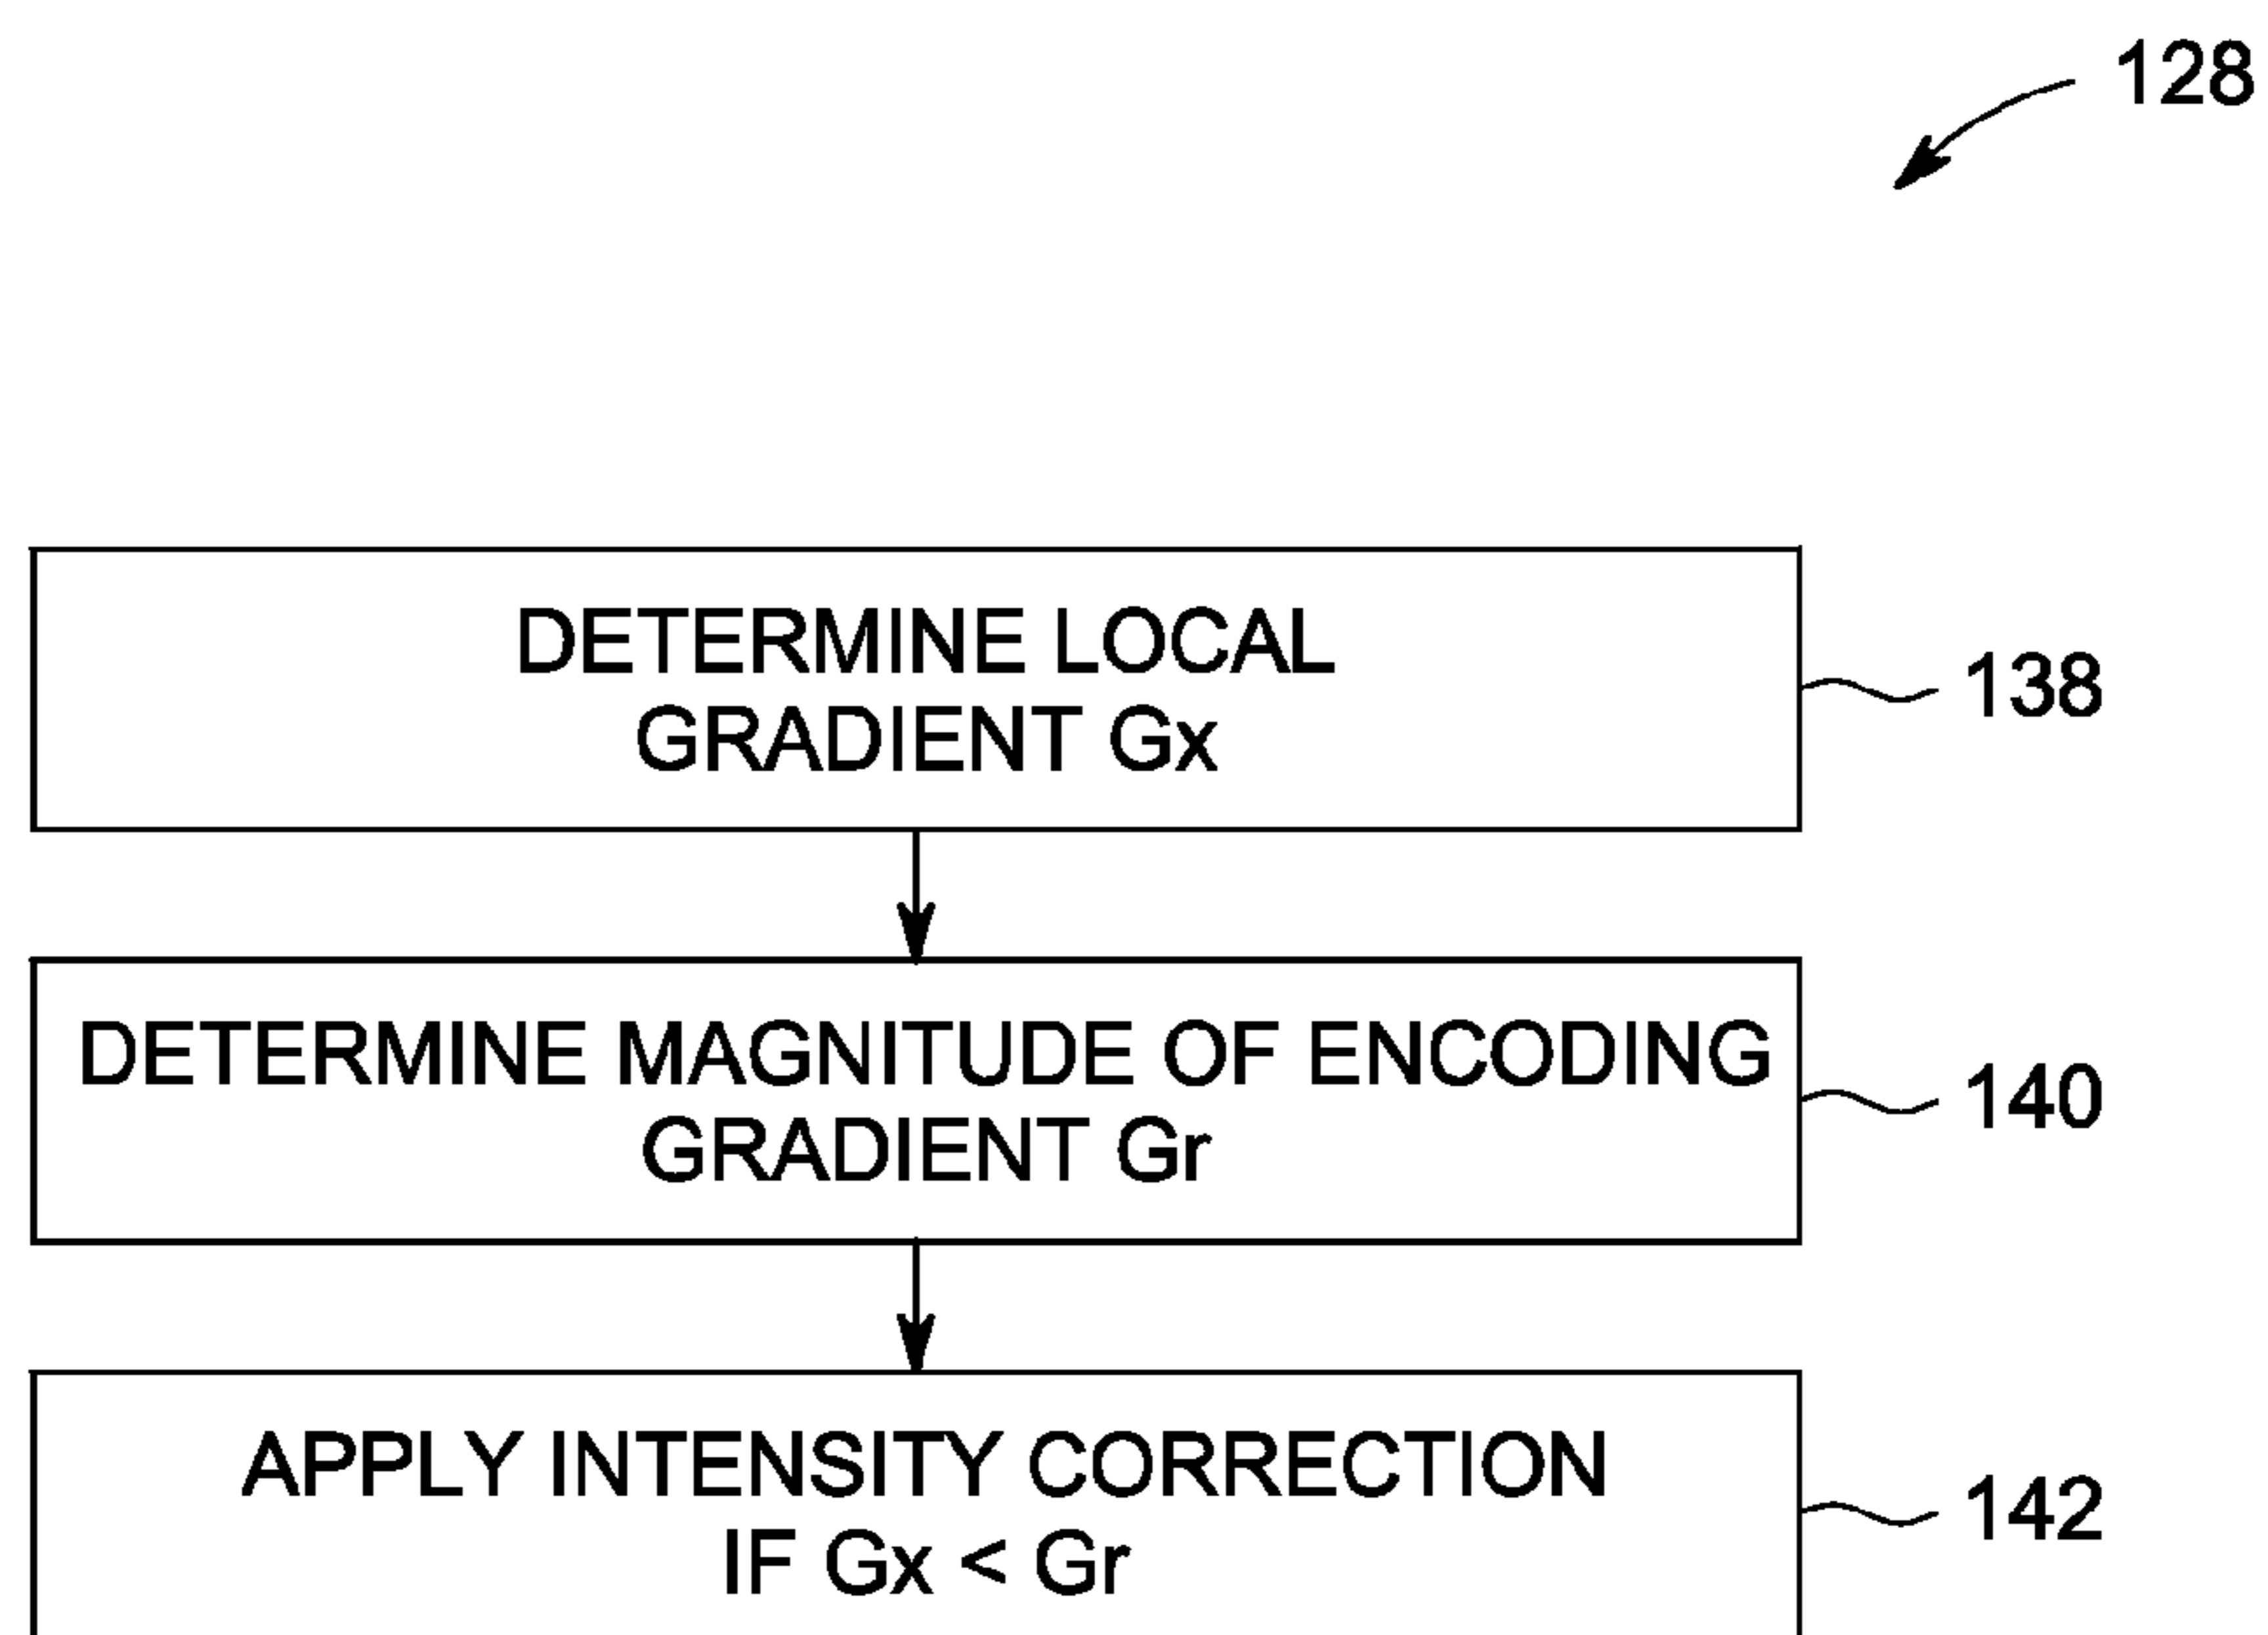 128
DETERMINE LOCAL
GRADIENT Gx
138
DETERMINE MAGNITUDE OF ENCODING
GRADIENT Gr
140
APPLY INTENSITY CORRECTION
IF Gx < Gr
142